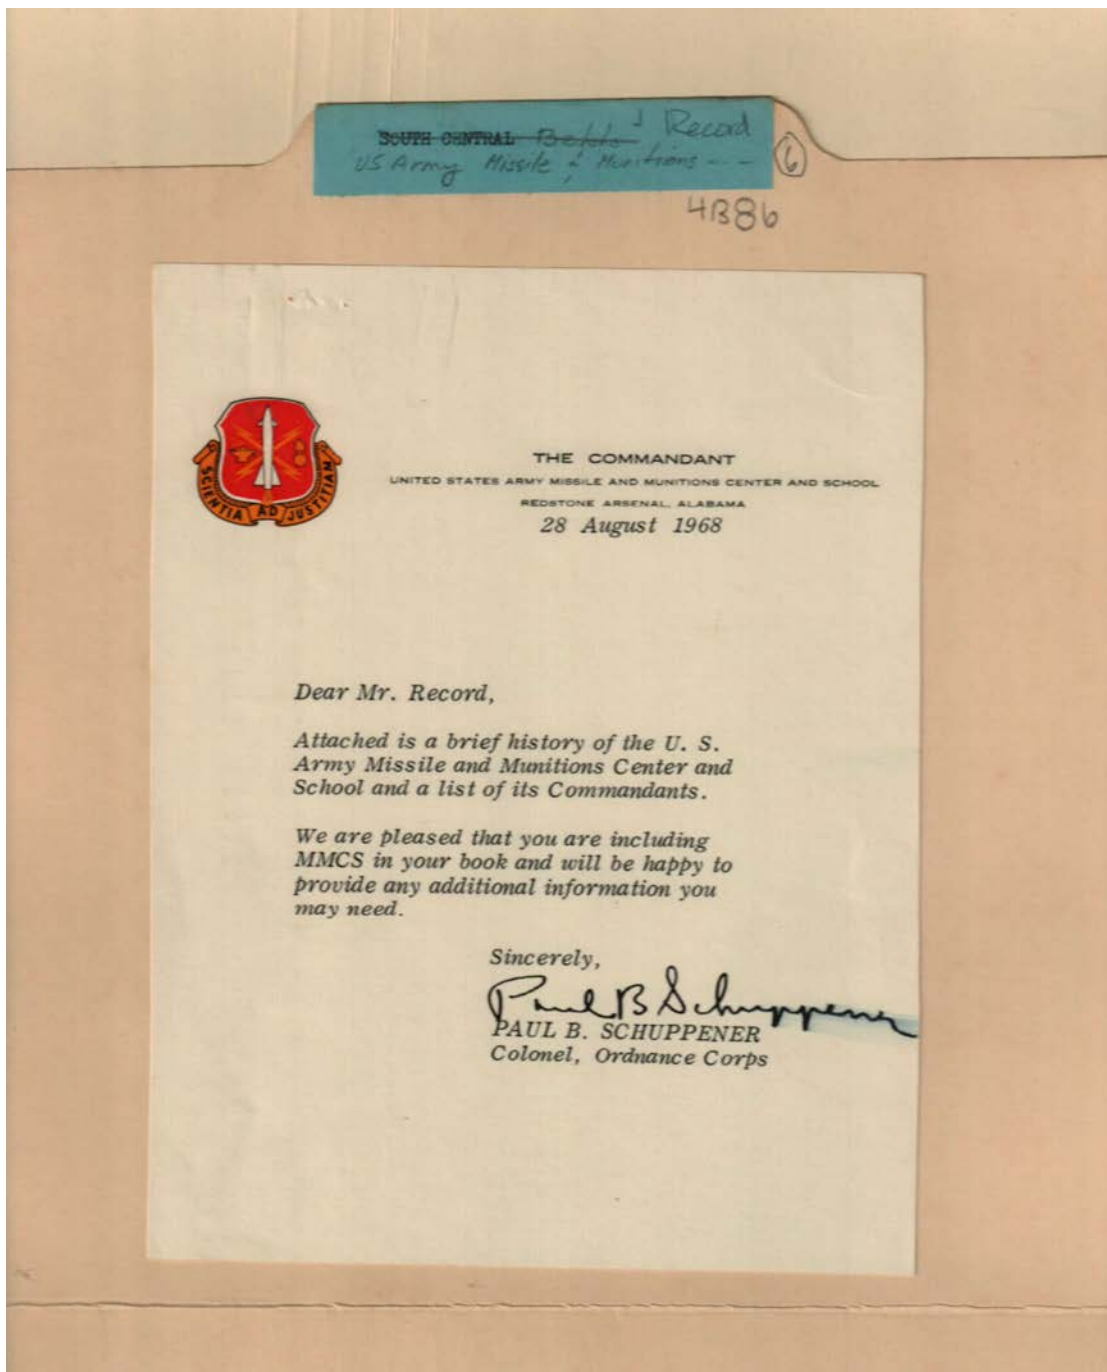 SOUTH CENTRAL Record
US Army Missile & Munitions - - -
6
4B86
SCIENTIA AD JUSTITIAM
THE COMMANDANT
UNITED STATES ARMY MISSILE AND MUNITIONS CENTER AND SCHOOL
REDSTONE ARSENAL, ALABAMA
28 August 1968
Dear Mr. Record,
Attached is a brief history of the U. S.
Army Missile and Munitions Center and
School and a list of its Commandants.
We are pleased that you are including
MMCS in your book and will be happy to
provide any additional information you
may need.
Sincerely,
Paul B Schuppener
PAUL B. SCHUPPENER
Colonel, Ordnance Corps